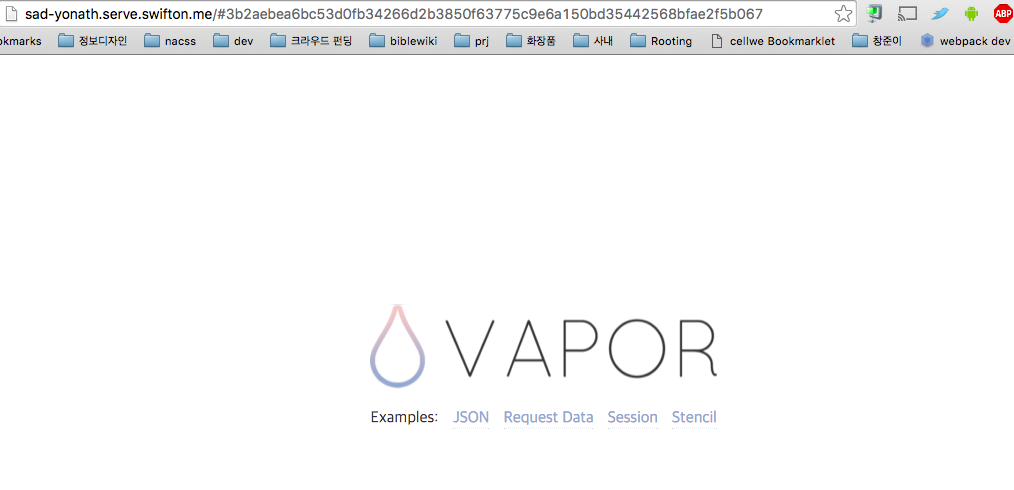 sad-yonath.serve.swifton.me/#3b2aebea6bc53d0fb34266d2b3850f63775c9e6a150bd35442568bfae2f5b067
ABP
okmarks 정보디자인 nacss dev 크라우드 펀딩 biblewiki prj 화장품 사내 Rooting cellwe Bookmarklet 창준이 webpack dev
VAPOR
Examples: JSON Request Data Session Stencil